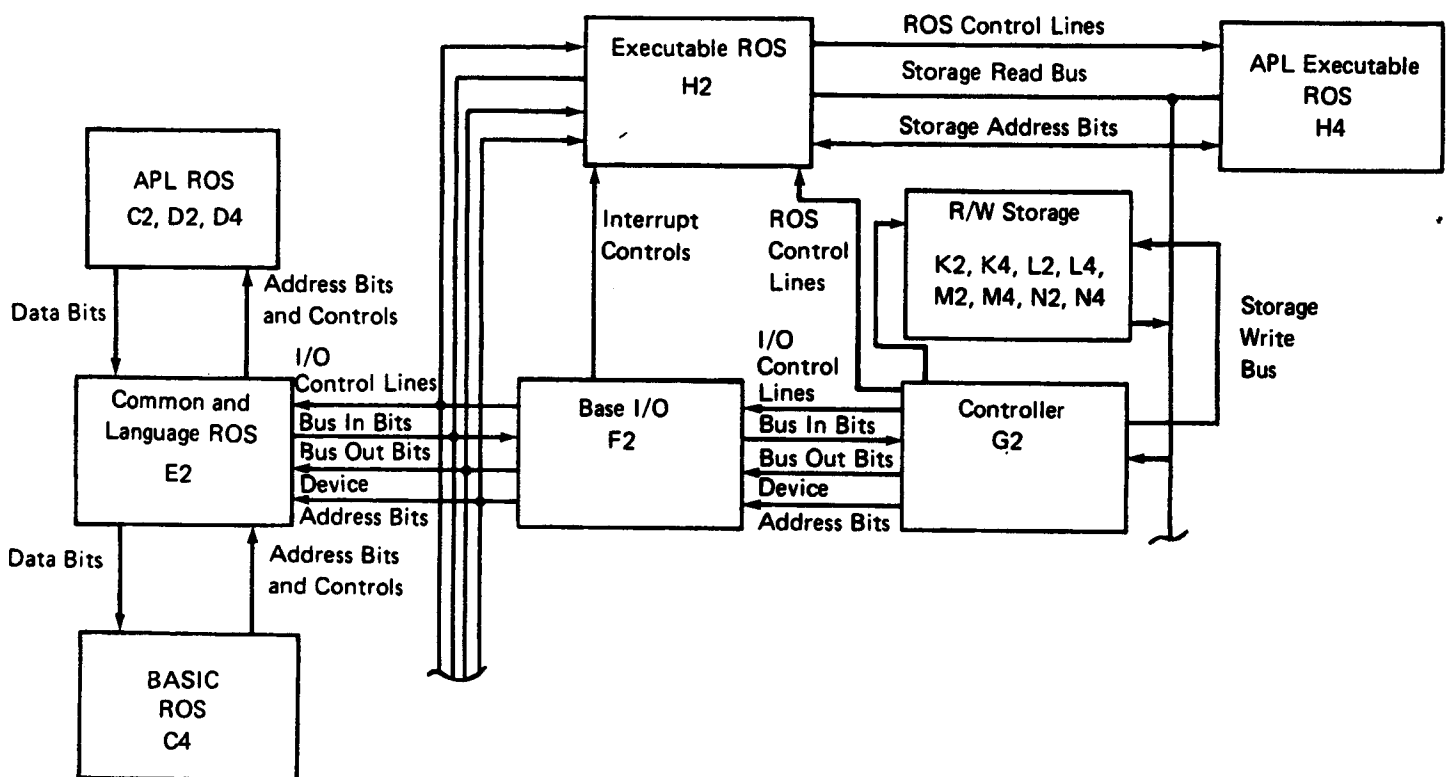 Executable ROS
H2
ROS Control Lines
Storage Read Bus
Storage Address Bits
APL Executable
ROS
H4
APL ROS
C2, D2, D4
Interrupt
Controls
ROS
Control
Lines
R/W Storage
K2, K4, L2, L4,
M2, M4, N2, N4
Storage
Write
Bus
Data Bits
Address Bits
and Controls
I/O
Control Lines
Bus In Bits
Bus Out Bits
Device
Address Bits
Common and
Language ROS
E2
Base I/O
F2
I/O
Control
Lines
Bus In Bits
Bus Out Bits
Device
Address Bits
Controller
G2
Data Bits
Address Bits
and Controls
BASIC
ROS
C4